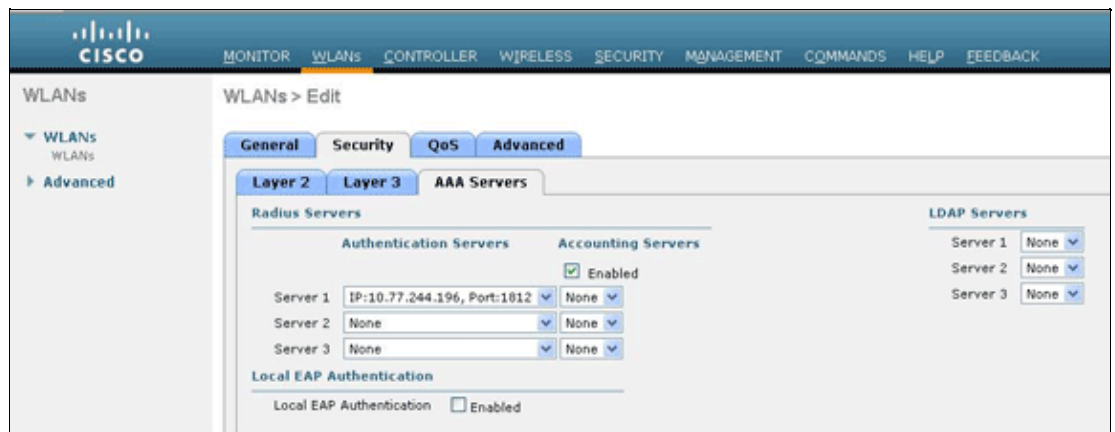 CISCO
MONITOR WLANs CONTROLLER WIRELESS SECURITY MANAGEMENT COMMANDS HELP FEEDBACK
WLANs
WLANs
WLANs
Advanced
WLANs > Edit
General Security QoS Advanced
Layer 2 Layer 3 AAA Servers
Radius Servers
LDAP Servers
Authentication Servers Accounting Servers
Enabled
Server 1 IP:10.77.244.196, Port:1812 None
Server 2 None None
Server 3 None None
Server 1 None
Server 2 None
Server 3 None
Local EAP Authentication
Local EAP Authentication Enabled